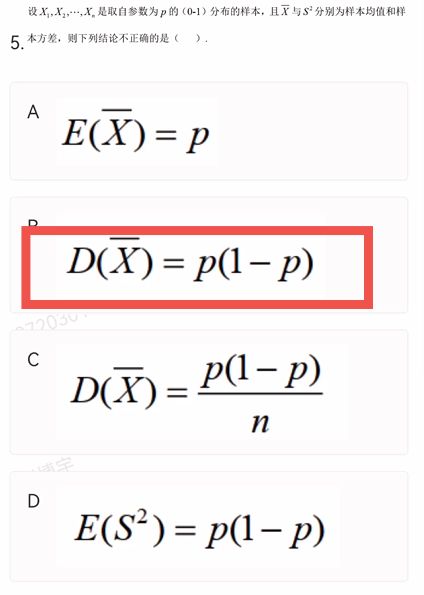 设X₁,X₂,⋯,Xₙ是取自参数为p的(0-1)分布的样本，且X̅与S²分别为样本均值和样
5. 本方差，则下列结论不正确的是（　）.
A
E(X̅) = p
B
D(X̅) = p(1 − p)
C
D(X̅) = p(1 − p) / n
D
E(S²) = p(1 − p)